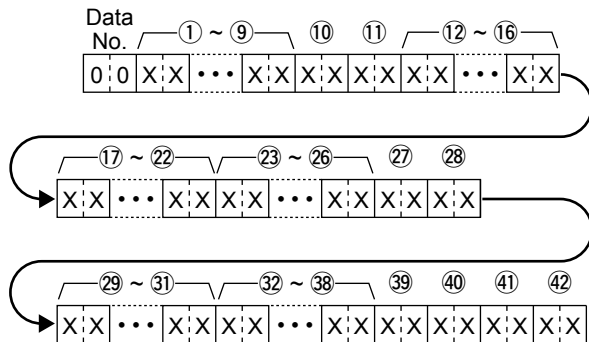 Data
No.
① ~ ⑨ ⑩ ⑪ ⑫ ~ ⑯
0 0 X X ••• X X X X X X X X ••• X X
⑰ ~ ㉒ ㉓ ~ ㉖ ㉗ ㉘
X X ••• X X X X ••• X X X X X X
㉙ ~ ㉛ ㉜ ~ ㊳ ㊴ ㊵ ㊶ ㊷
X X ••• X X X X ••• X X X X X X X X X X